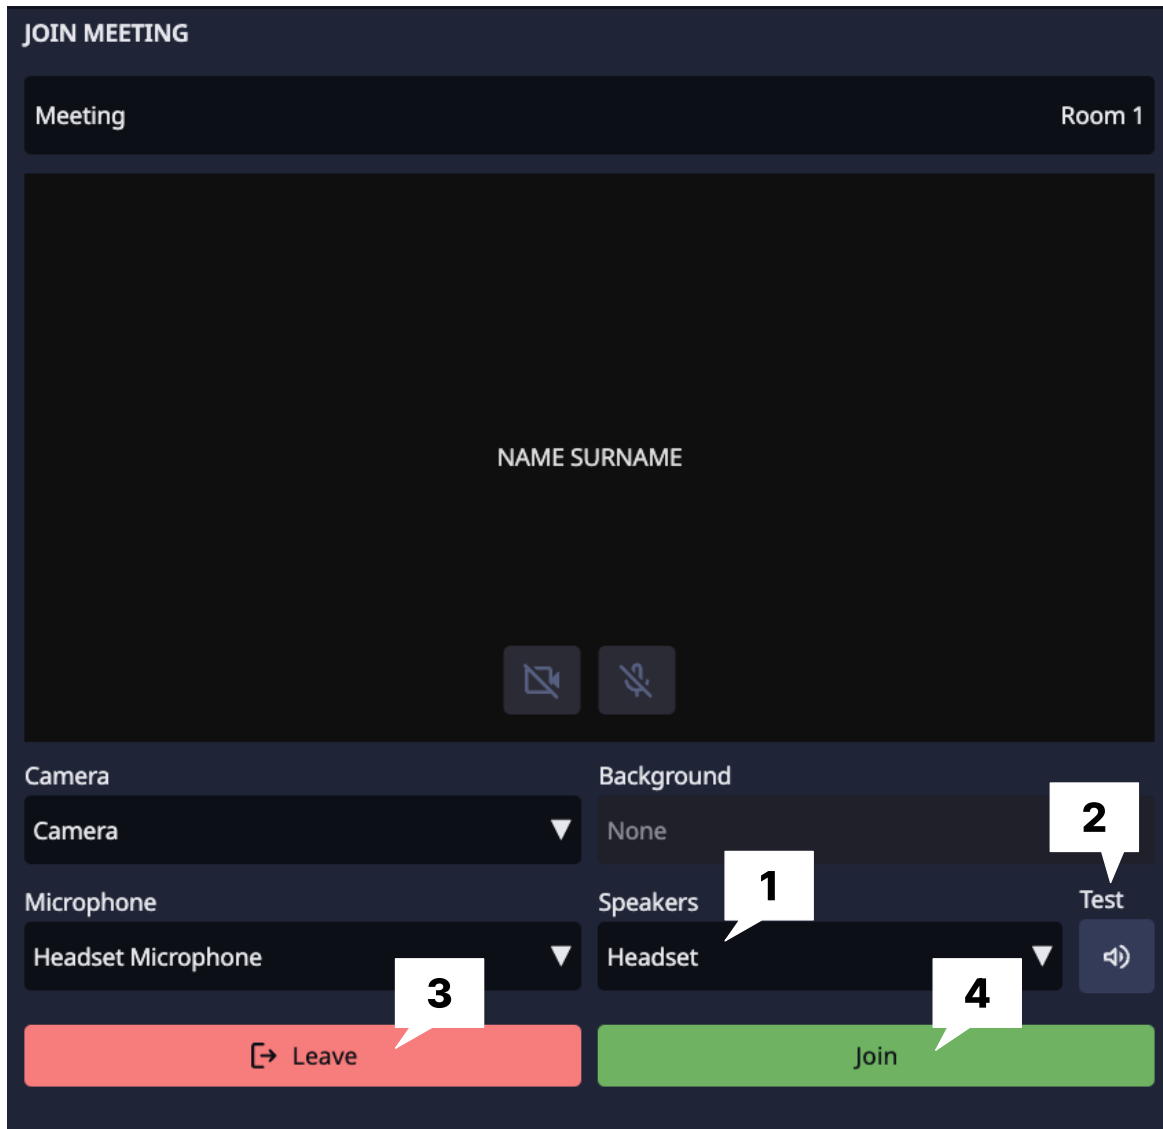 JOIN MEETING
Meeting Room 1
NAME SURNAME
Camera Background
Camera None
2
1
Microphone Speakers Test
Headset Microphone Headset
3 4
Leave Join